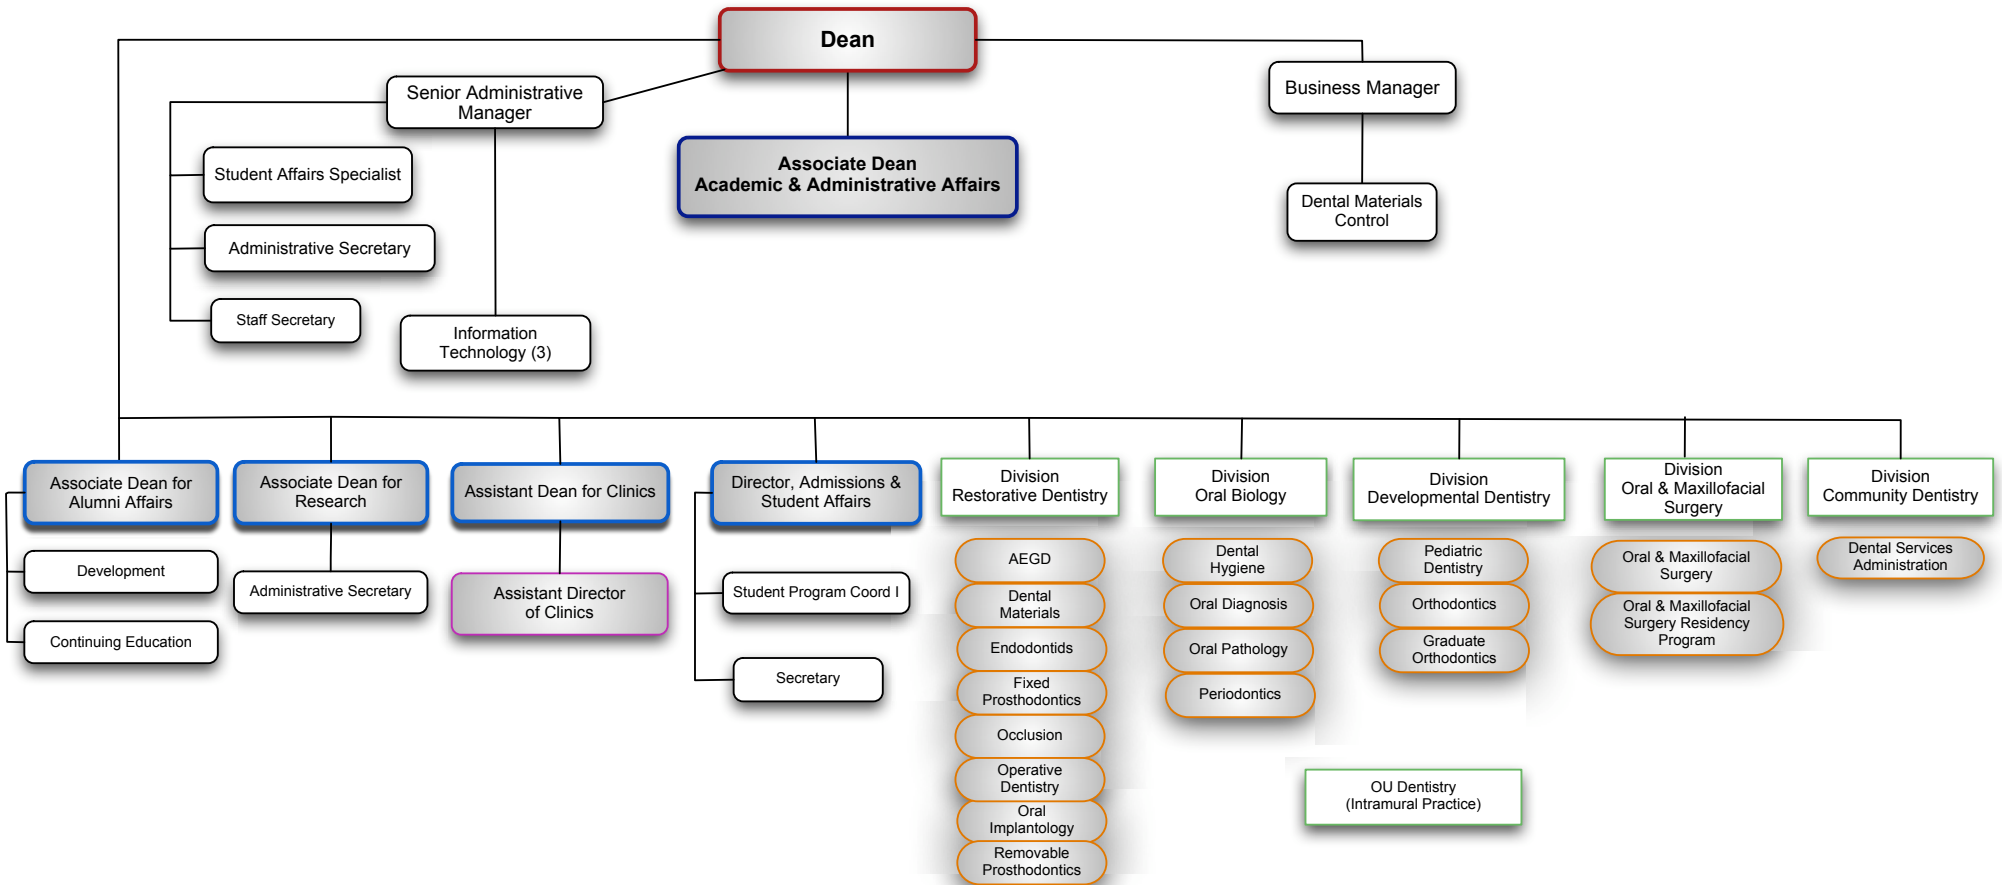 Dean
Senior Administrative
Manager
Business Manager
Associate Dean
Academic & Administrative Affairs
Student Affairs Specialist
Dental Materials
Control
Administrative Secretary
Staff Secretary
Information
Technology (3)
Associate Dean for
Alumni Affairs
Associate Dean for
Research
Assistant Dean for Clinics
Director, Admissions &
Student Affairs
Division
Restorative Dentistry
Division
Oral Biology
Division
Developmental Dentistry
Division
Oral & Maxillofacial
Surgery
Division
Community Dentistry
Development
Continuing Education
Administrative Secretary
Assistant Director
of Clinics
Student Program Coord I
Secretary
AEGD
Dental
Materials
Endodontids
Fixed
Prosthodontics
Occlusion
Operative
Dentistry
Oral
Implantology
Removable
Prosthodontics
Dental
Hygiene
Oral Diagnosis
Oral Pathology
Periodontics
Pediatric
Dentistry
Orthodontics
Graduate
Orthodontics
Oral & Maxillofacial
Surgery
Oral & Maxillofacial
Surgery Residency
Program
Dental Services
Administration
OU Dentistry
(Intramural Practice)